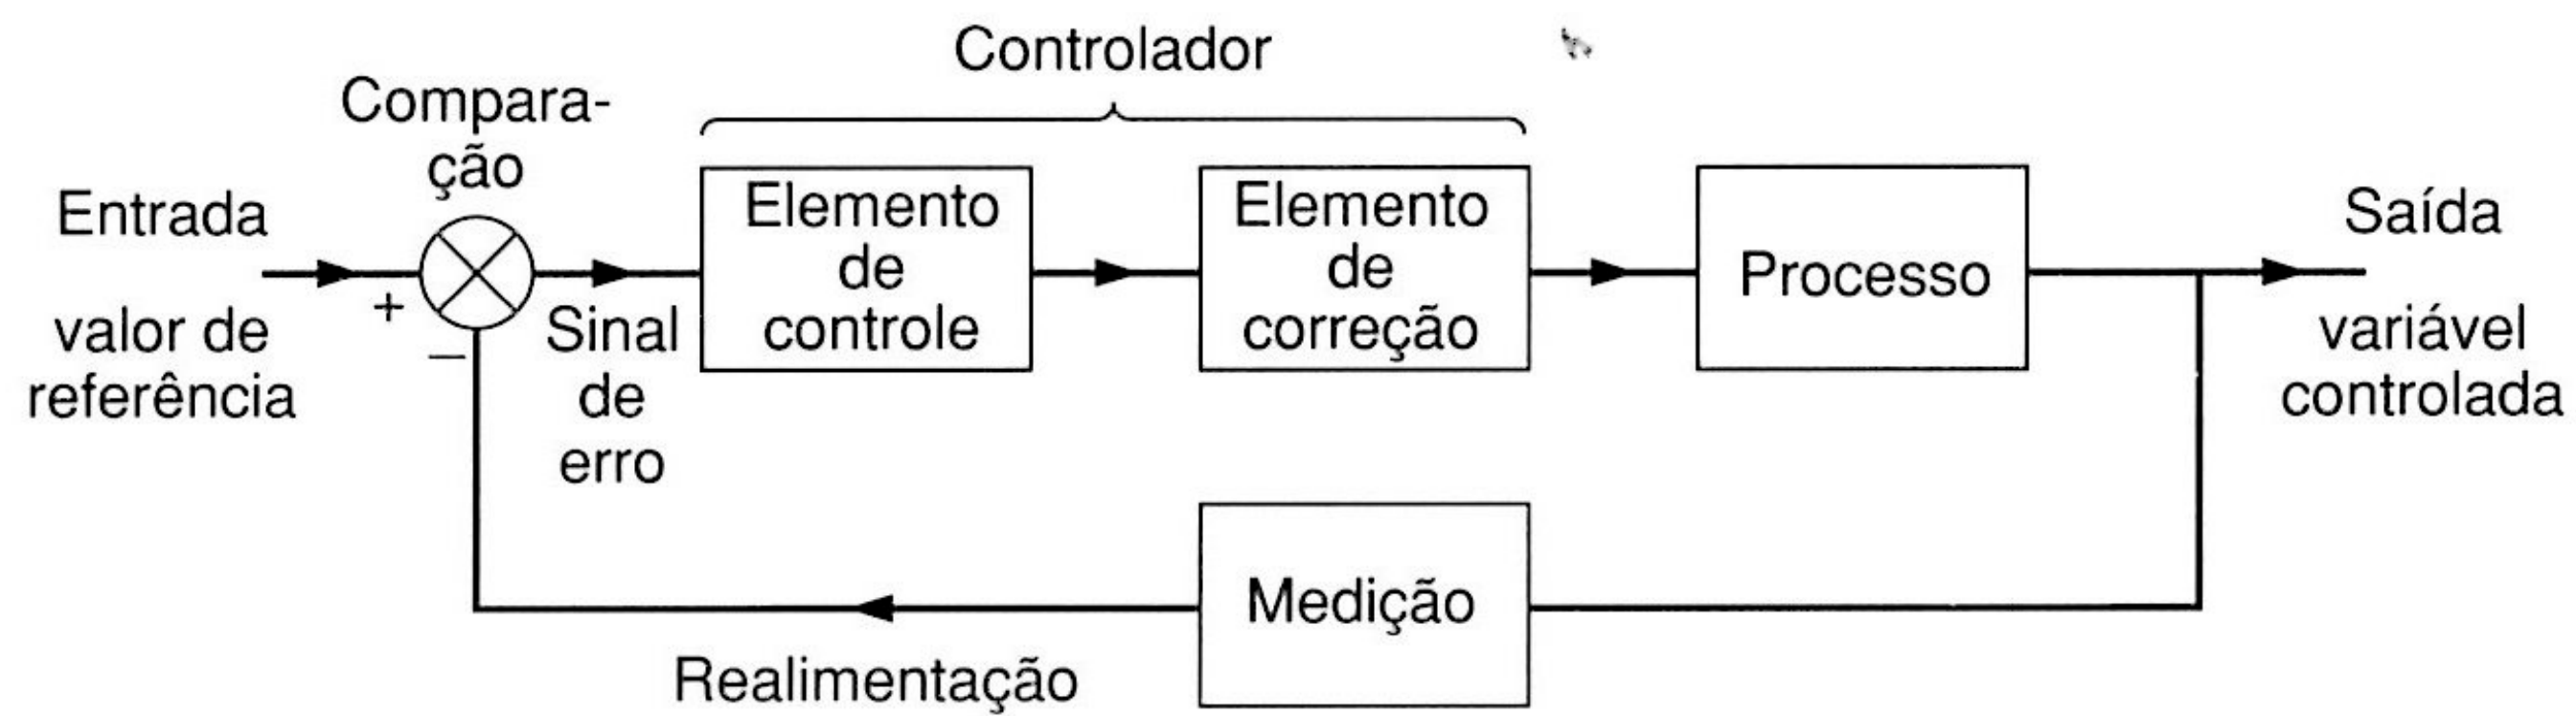 Controlador
Compara-
ção
Entrada
valor de
referência
+
—
Sinal
de
erro
Elemento
de
controle
Elemento
de
correção
Processo
Saída
variável
controlada
Medição
Realimentação